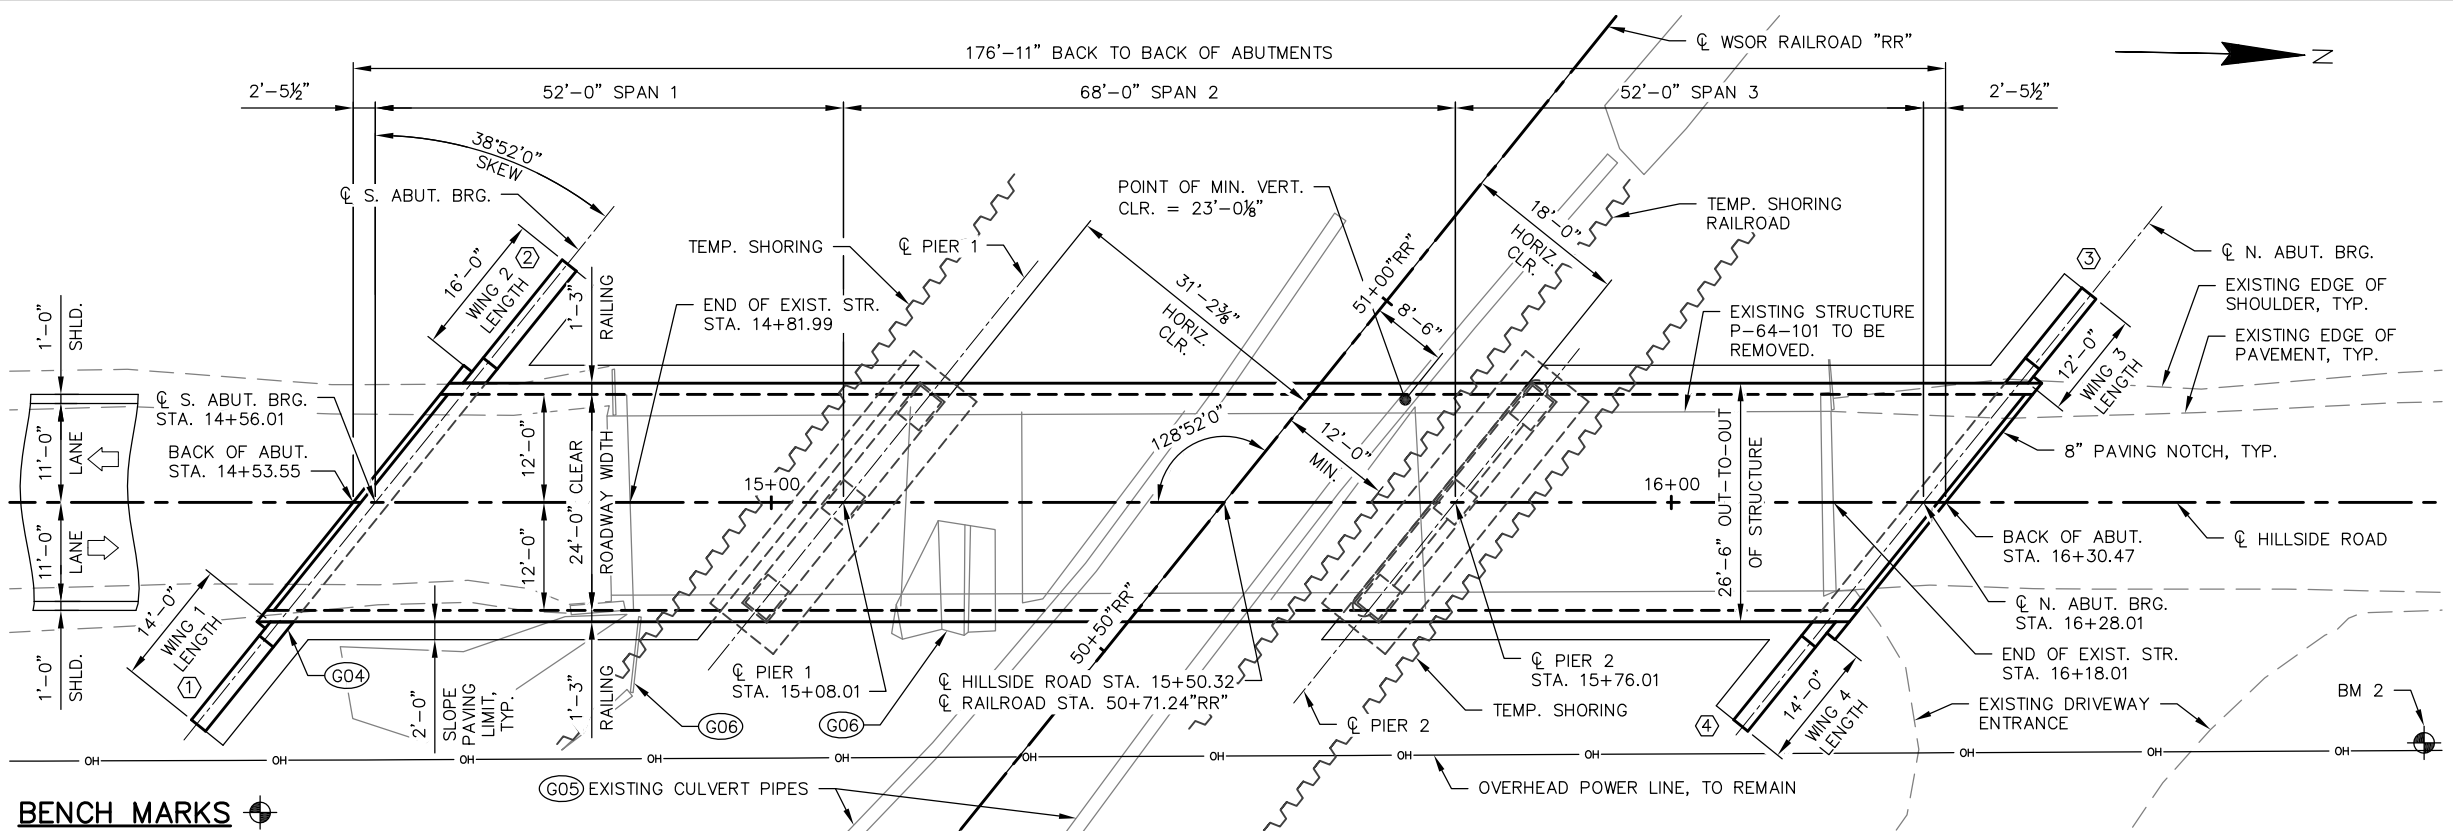 176'-11" BACK TO BACK OF ABUTMENTS
℄ WSOR RAILROAD "RR"
N
2'-5½"
52'-0" SPAN 1
68'-0" SPAN 2
52'-0" SPAN 3
2'-5½"
38°52'0"
SKEW
℄ S. ABUT. BRG.
16'-0"
WING 2
LENGTH
2
1'-3"
RAILING
TEMP. SHORING
℄ PIER 1
END OF EXIST. STR.
STA. 14+81.99
POINT OF MIN. VERT.
CLR. = 23'-0⅛"
31'-2⅜"
HORIZ.
CLR.
51+00"RR"
8'-6"
18'-0"
HORIZ.
CLR.
TEMP. SHORING
RAILROAD
EXISTING STRUCTURE
P-64-101 TO BE
REMOVED.
3
℄ N. ABUT. BRG.
EXISTING EDGE OF
SHOULDER, TYP.
EXISTING EDGE OF
PAVEMENT, TYP.
12'-0"
WING 3
LENGTH
8" PAVING NOTCH, TYP.
1'-0"
SHLD.
11'-0"
LANE
11'-0"
LANE
1'-0"
SHLD.
℄ S. ABUT. BRG.
STA. 14+56.01
BACK OF ABUT.
STA. 14+53.55
12'-0"
12'-0"
24'-0" CLEAR
ROADWAY WIDTH
15+00
128°52'0"
12'-0"
MIN.
16+00
26'-6" OUT-TO-OUT
OF STRUCTURE
BACK OF ABUT.
STA. 16+30.47
℄ HILLSIDE ROAD
℄ N. ABUT. BRG.
STA. 16+28.01
END OF EXIST. STR.
STA. 16+18.01
EXISTING DRIVEWAY
ENTRANCE
BM 2
14'-0"
WING 1
LENGTH
1
G04
2'-0"
SLOPE
PAVING
LIMIT,
TYP.
1'-3"
RAILING
G06
℄ PIER 1
STA. 15+08.01
G06
50+50"RR"
℄ HILLSIDE ROAD STA. 15+50.32
℄ RAILROAD STA. 50+71.24"RR"
℄ PIER 2
℄ PIER 2
STA. 15+76.01
TEMP. SHORING
4
14'-0"
WING 4
LENGTH
OH OH OH OH OH OH OH OH OH OH OH OH OH
G05 EXISTING CULVERT PIPES
OVERHEAD POWER LINE, TO REMAIN
BENCH MARKS